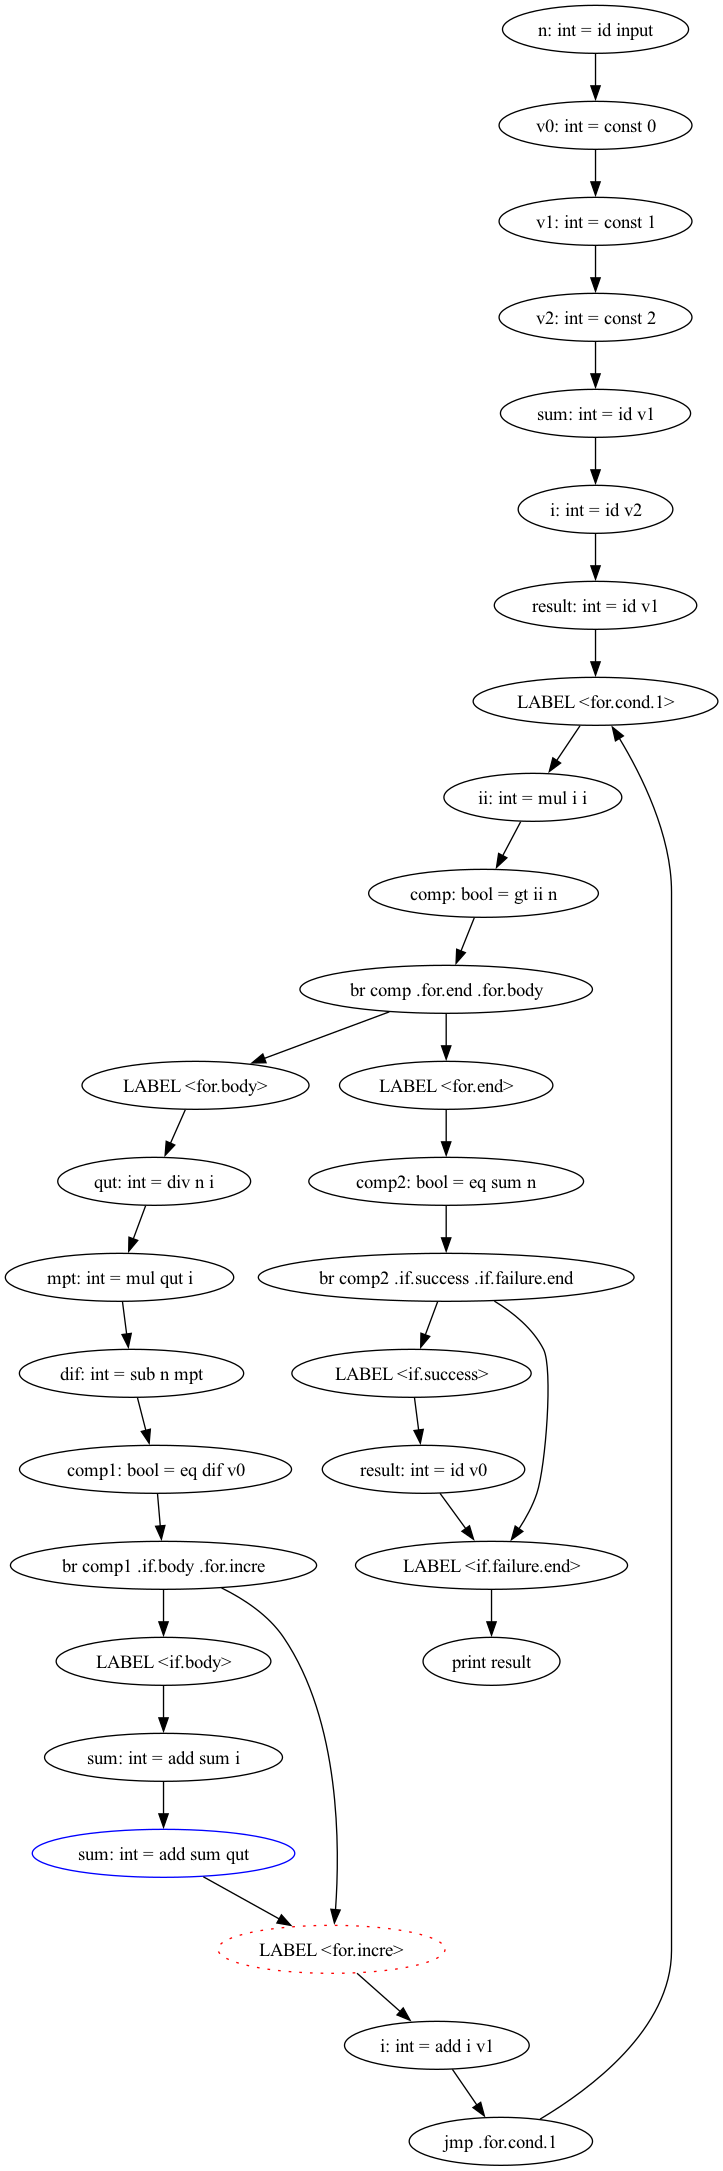 n: int = id input
v0: int = const 0
v1: int = const 1
v2: int = const 2
sum: int = id v1
i: int = id v2
result: int = id v1
LABEL <for.cond.1>
ii: int = mul i i
comp: bool = gt ii n
br comp .for.end .for.body
LABEL <for.body>
LABEL <for.end>
qut: int = div n i
comp2: bool = eq sum n
mpt: int = mul qut i
br comp2 .if.success .if.failure.end
dif: int = sub n mpt
LABEL <if.success>
comp1: bool = eq dif v0
result: int = id v0
br comp1 .if.body .for.incre
LABEL <if.failure.end>
LABEL <if.body>
print result
sum: int = add sum i
sum: int = add sum qut
LABEL <for.incre>
i: int = add i v1
jmp .for.cond.1